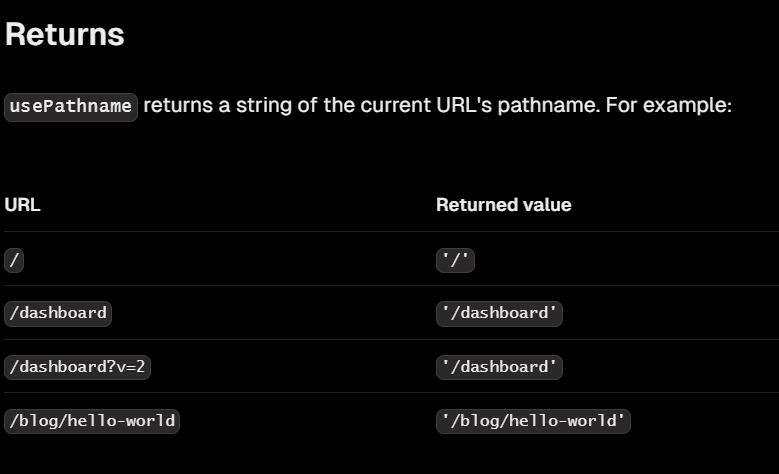 Returns
usePathname returns a string of the current URL's pathname. For example:
URL Returned value
/ '/'
/dashboard '/dashboard'
/dashboard?v=2 '/dashboard'
/blog/hello-world '/blog/hello-world'